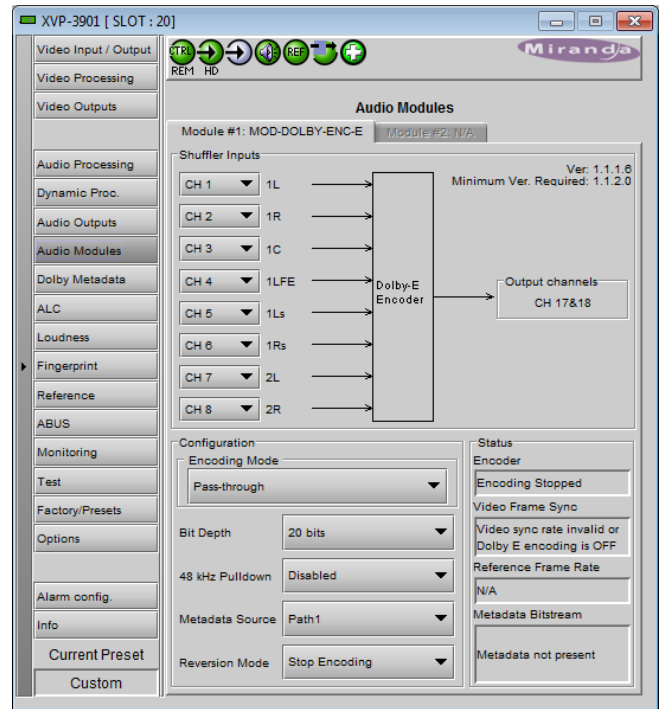 XVP-3901 [ SLOT : 20]
Video Input / Output
Video Processing
Video Outputs
Audio Processing
Dynamic Proc.
Audio Outputs
Audio Modules
Dolby Metadata
ALC
Loudness
Fingerprint
Reference
ABUS
Monitoring
Test
Factory/Presets
Options
Alarm config.
Info
Current Preset
Custom
CTRL
REF
REM HD
Miranda
Audio Modules
Module #1: MOD-DOLBY-ENC-E
Module #2: N/A
Shuffler Inputs
Ver: 1.1.1.6
Minimum Ver. Required: 1.1.2.0
CH 1 1L
CH 2 1R
CH 3 1C
CH 4 1LFE
CH 5 1Ls
CH 6 1Rs
CH 7 2L
CH 8 2R
Dolby-E
Encoder
Output channels
CH 17&18
Configuration
Encoding Mode
Pass-through
Bit Depth 20 bits
48 kHz Pulldown Disabled
Metadata Source Path1
Reversion Mode Stop Encoding
Status
Encoder
Encoding Stopped
Video Frame Sync
Video sync rate invalid or
Dolby E encoding is OFF
Reference Frame Rate
N/A
Metadata Bitstream
Metadata not present